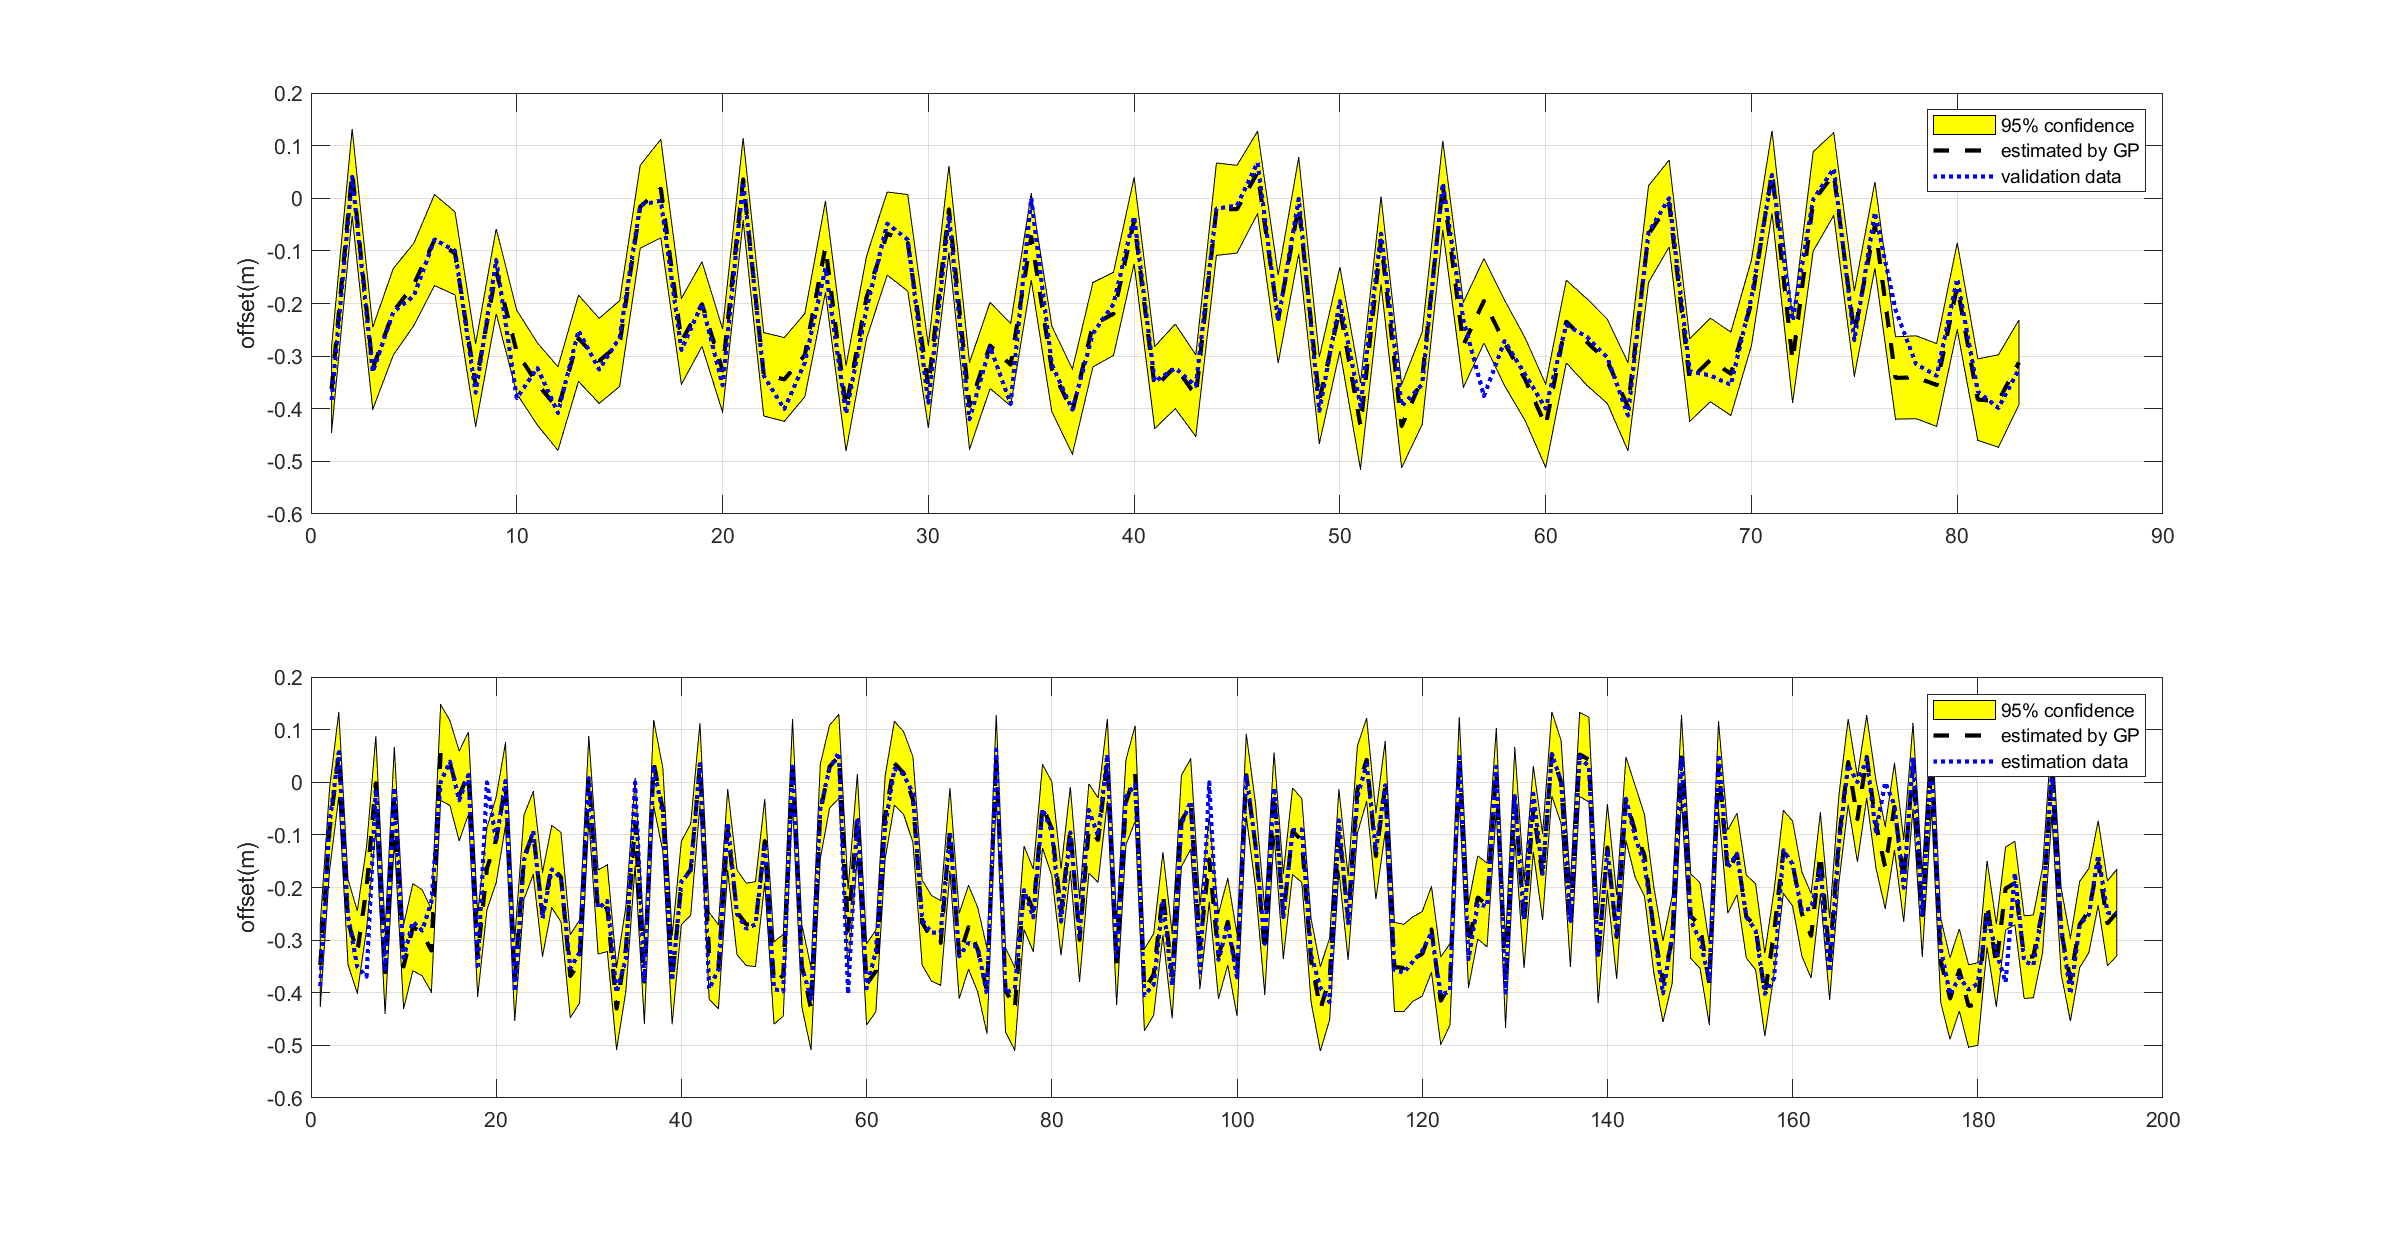 0.2
0.1
0
-0.1
-0.2
-0.3
-0.4
-0.5
-0.6
offset(m)
0 10 20 30 40 50 60 70 80 90
95% confidence
estimated by GP
validation data
0.2
0.1
0
-0.1
-0.2
-0.3
-0.4
-0.5
-0.6
offset(m)
0 20 40 60 80 100 120 140 160 180 200
95% confidence
estimated by GP
estimation data